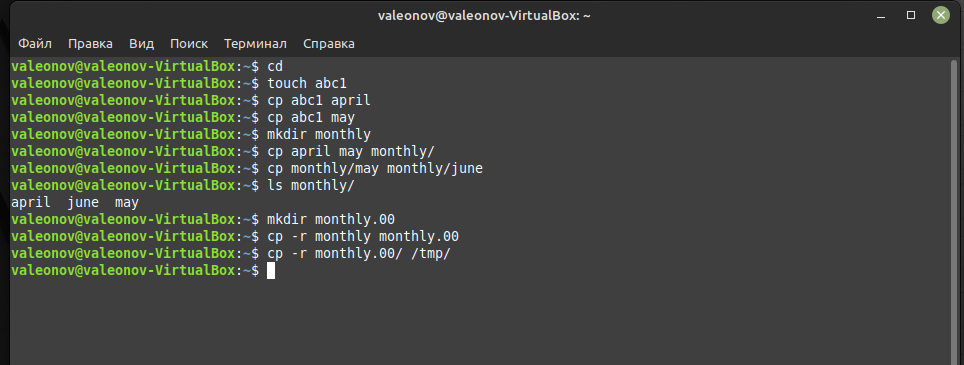 valeonov@valeonov-VirtualBox: ~
Файл Правка Вид Поиск Терминал Справка
valeonov@valeonov-VirtualBox:~$ cd
valeonov@valeonov-VirtualBox:~$ touch abc1
valeonov@valeonov-VirtualBox:~$ cp abc1 april
valeonov@valeonov-VirtualBox:~$ cp abc1 may
valeonov@valeonov-VirtualBox:~$ mkdir monthly
valeonov@valeonov-VirtualBox:~$ cp april may monthly/
valeonov@valeonov-VirtualBox:~$ cp monthly/may monthly/june
valeonov@valeonov-VirtualBox:~$ ls monthly/
april  june  may
valeonov@valeonov-VirtualBox:~$ mkdir monthly.00
valeonov@valeonov-VirtualBox:~$ cp -r monthly monthly.00
valeonov@valeonov-VirtualBox:~$ cp -r monthly.00/ /tmp/
valeonov@valeonov-VirtualBox:~$